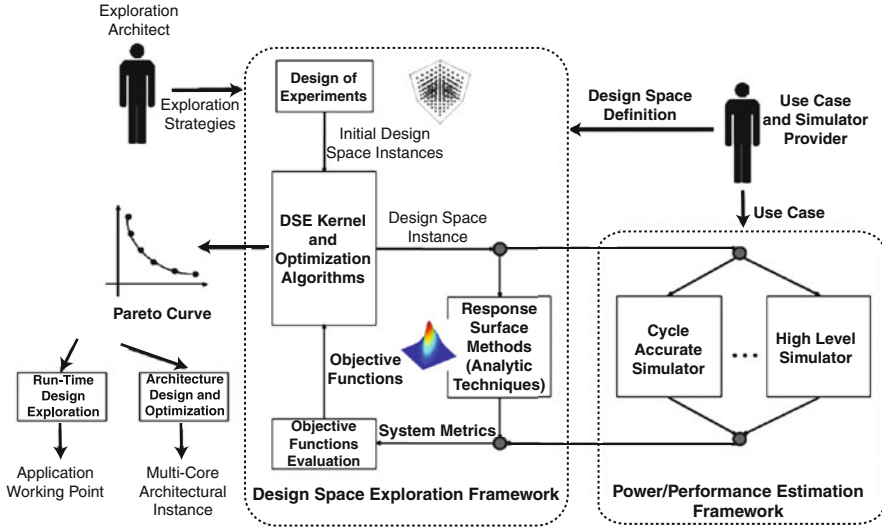 Exploration
Architect
Exploration
Strategies
Design of
Experiments
Initial Design
Space Instances
Design Space
Definition
Use Case
and Simulator
Provider
Use Case
DSE Kernel
and
Optimization
Algorithms
Design Space
Instance
Pareto Curve
Response
Surface
Methods
(Analytic
Techniques)
Objective
Functions
Cycle
Accurate
Simulator
...
High Level
Simulator
Run-Time
Design
Exploration
Architecture
Design and
Optimization
Objective
Functions
Evaluation
System Metrics
Application
Working Point
Multi-Core
Architectural
Instance
Design Space Exploration Framework
Power/Performance Estimation
Framework